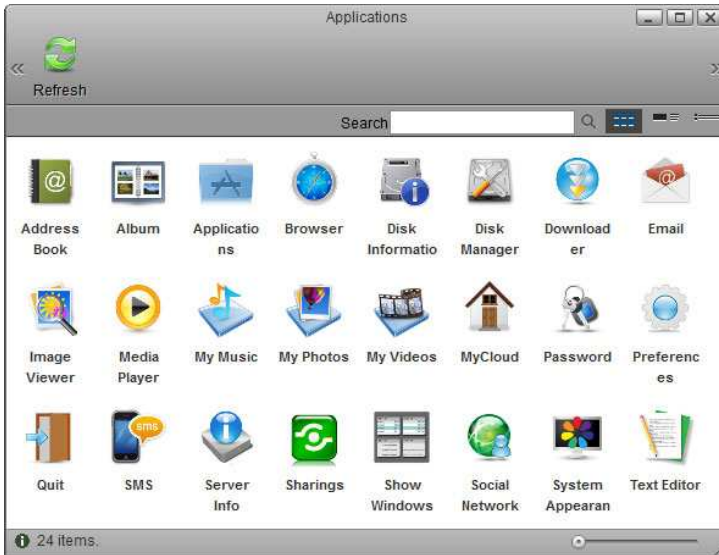 Applications
Refresh
Search
Address Book
Album
Applicatio ns
Browser
Disk Informatio
Disk Manager
Download er
Email
Image Viewer
Media Player
My Music
My Photos
My Videos
MyCloud
Password
Preferenc es
Quit
SMS
sms
Server Info
Sharings
Show Windows
Social Network
System Appearan
Text Editor
24 items.